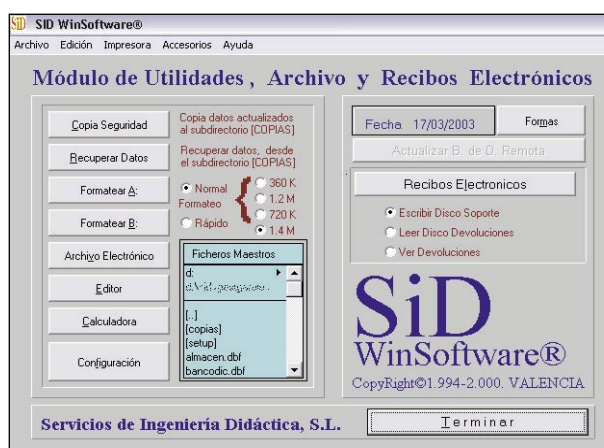 SiD SID WinSoftware®
Archivo Edición Impresora Accesorios Ayuda
Módulo de Utilidades , Archivo y Recibos Electrónicos
Copia Seguridad
Copia datos actualizados
al subdirectorio [COPIAS]
Recuperar Datos
Recuperar datos, desde
el subdirectorio [COPIAS]
Formatear A:
Formatear B:
Normal
Formateo
Rápido
360 K
1.2 M
720 K
1.4 M
Archivo Electrónico
Editor
Calculadora
Configuración
Ficheros Maestros
d:
[..]
[copias]
[setup]
almacen.dbf
bancodic.dbf
Fecha 17/03/2003
Formas
Actualizar B. de D. Remota
Recibos Electronicos
Escribir Disco Soporte
Leer Disco Devoluciones
Ver Devoluciones
SiD
WinSoftware®
CopyRight©1.994-2.000. VALENCIA
Servicios de Ingeniería Didáctica, S.L.
Terminar